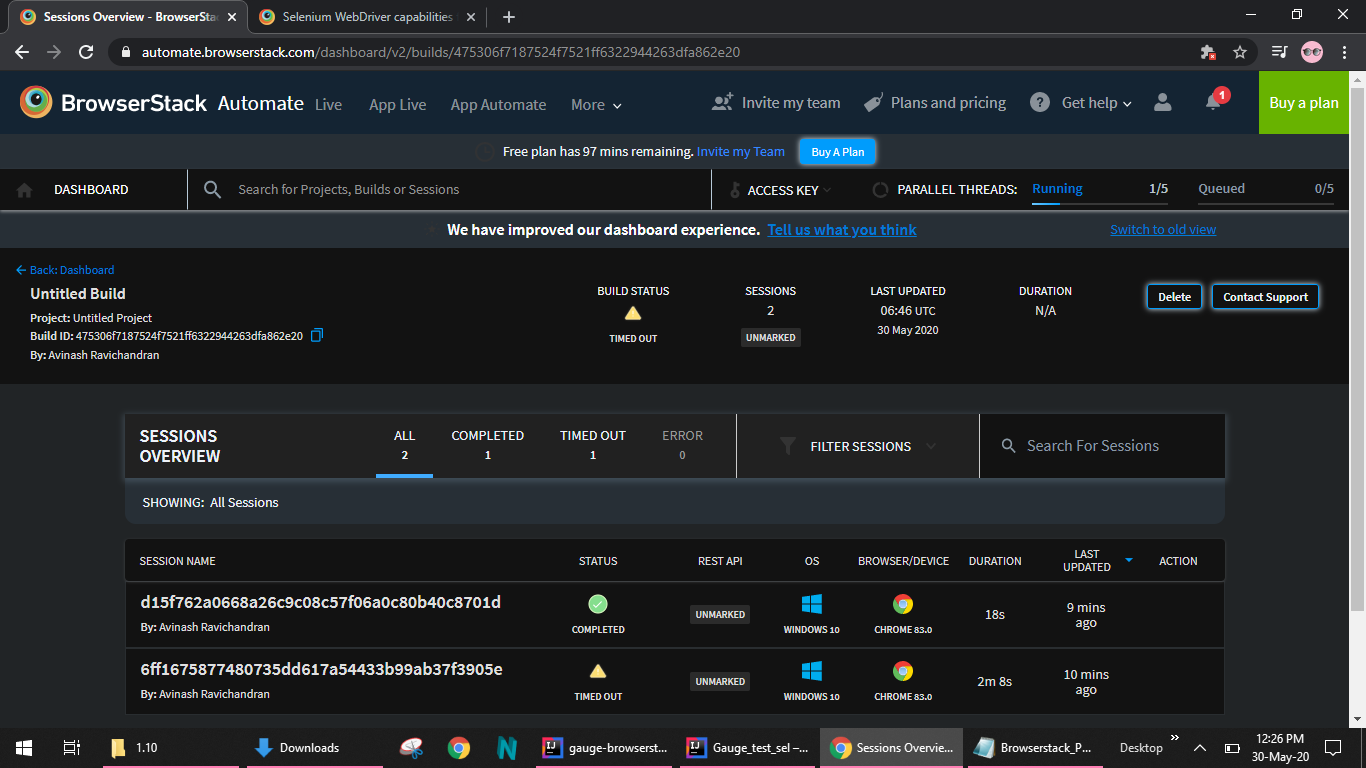 Sessions Overview - BrowserSta
Selenium WebDriver capabilities
automate.browserstack.com/dashboard/v2/builds/475306f7187524f7521ff6322944263dfa862e20
BrowserStack Automate Live App Live App Automate More Invite my team Plans and pricing ? Get help 1 Buy a plan
Free plan has 97 mins remaining. Invite my Team Buy A Plan
DASHBOARD Search for Projects, Builds or Sessions ACCESS KEY PARALLEL THREADS: Running 1/5 Queued 0/5
We have improved our dashboard experience. Tell us what you think Switch to old view
Back: Dashboard
Untitled Build
Project: Untitled Project
Build ID: 475306f7187524f7521ff6322944263dfa862e20
By: Avinash Ravichandran
BUILD STATUS
TIMED OUT
SESSIONS
2
UNMARKED
LAST UPDATED
06:46 UTC
30 May 2020
DURATION
N/A
Delete
Contact Support
SESSIONS
OVERVIEW
ALL
2
COMPLETED
1
TIMED OUT
1
ERROR
0
FILTER SESSIONS
Search For Sessions
SHOWING: All Sessions
SESSION NAME STATUS REST API OS BROWSER/DEVICE DURATION LAST UPDATED ACTION
d15f762a0668a26c9c08c57f06a0c80b40c8701d
By: Avinash Ravichandran
COMPLETED
UNMARKED
WINDOWS 10
CHROME 83.0
18s
9 mins
ago
6ff1675877480735dd617a54433b99ab37f3905e
By: Avinash Ravichandran
TIMED OUT
UNMARKED
WINDOWS 10
CHROME 83.0
2m 8s
10 mins
ago
1.10
Downloads
gauge-browserst...
Gauge_test_sel –...
Sessions Overvie...
Browserstack_P...
Desktop
12:26 PM
30-May-20